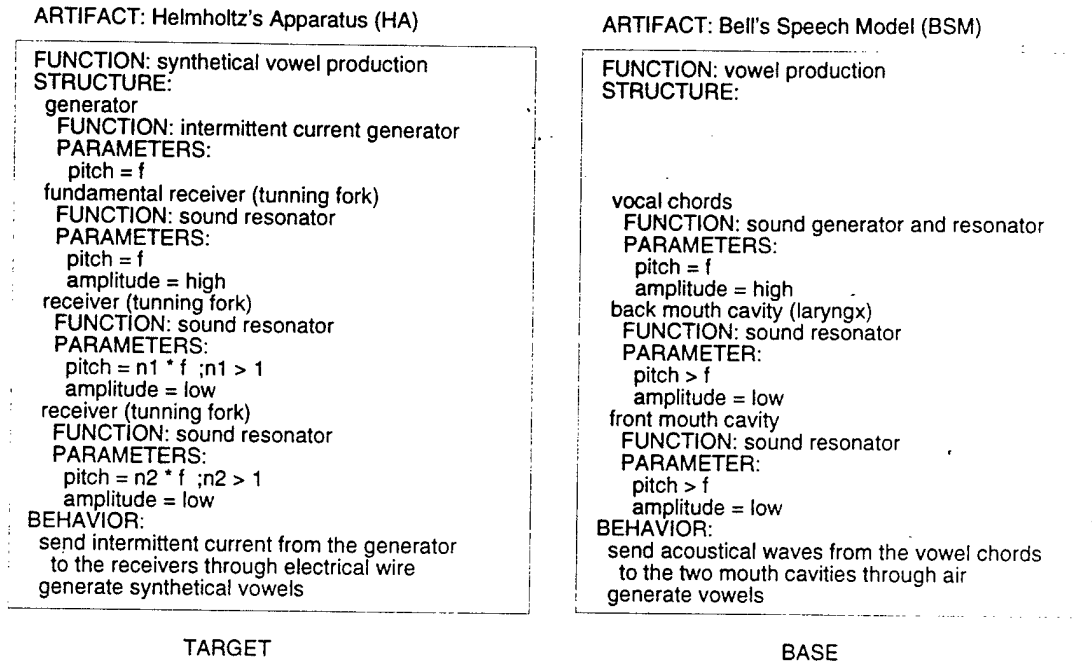 ARTIFACT: Helmholtz's Apparatus (HA)
FUNCTION: synthetical vowel production
STRUCTURE:
generator
FUNCTION: intermittent current generator
PARAMETERS:
pitch = f
fundamental receiver (tunning fork)
FUNCTION: sound resonator
PARAMETERS:
pitch = f
amplitude = high
receiver (tunning fork)
FUNCTION: sound resonator
PARAMETERS:
pitch = n1 * f ;n1 > 1
amplitude = low
receiver (tunning fork)
FUNCTION: sound resonator
PARAMETERS:
pitch = n2 * f ;n2 > 1
amplitude = low
BEHAVIOR:
send intermittent current from the generator
to the receivers through electrical wire
generate synthetical vowels
TARGET
ARTIFACT: Bell's Speech Model (BSM)
FUNCTION: vowel production
STRUCTURE:
vocal chords
FUNCTION: sound generator and resonator
PARAMETERS:
pitch = f
amplitude = high
back mouth cavity (laryngx)
FUNCTION: sound resonator
PARAMETER:
pitch > f
amplitude = low
front mouth cavity
FUNCTION: sound resonator
PARAMETER:
pitch > f
amplitude = low
BEHAVIOR:
send acoustical waves from the vowel chords
to the two mouth cavities through air
generate vowels
BASE